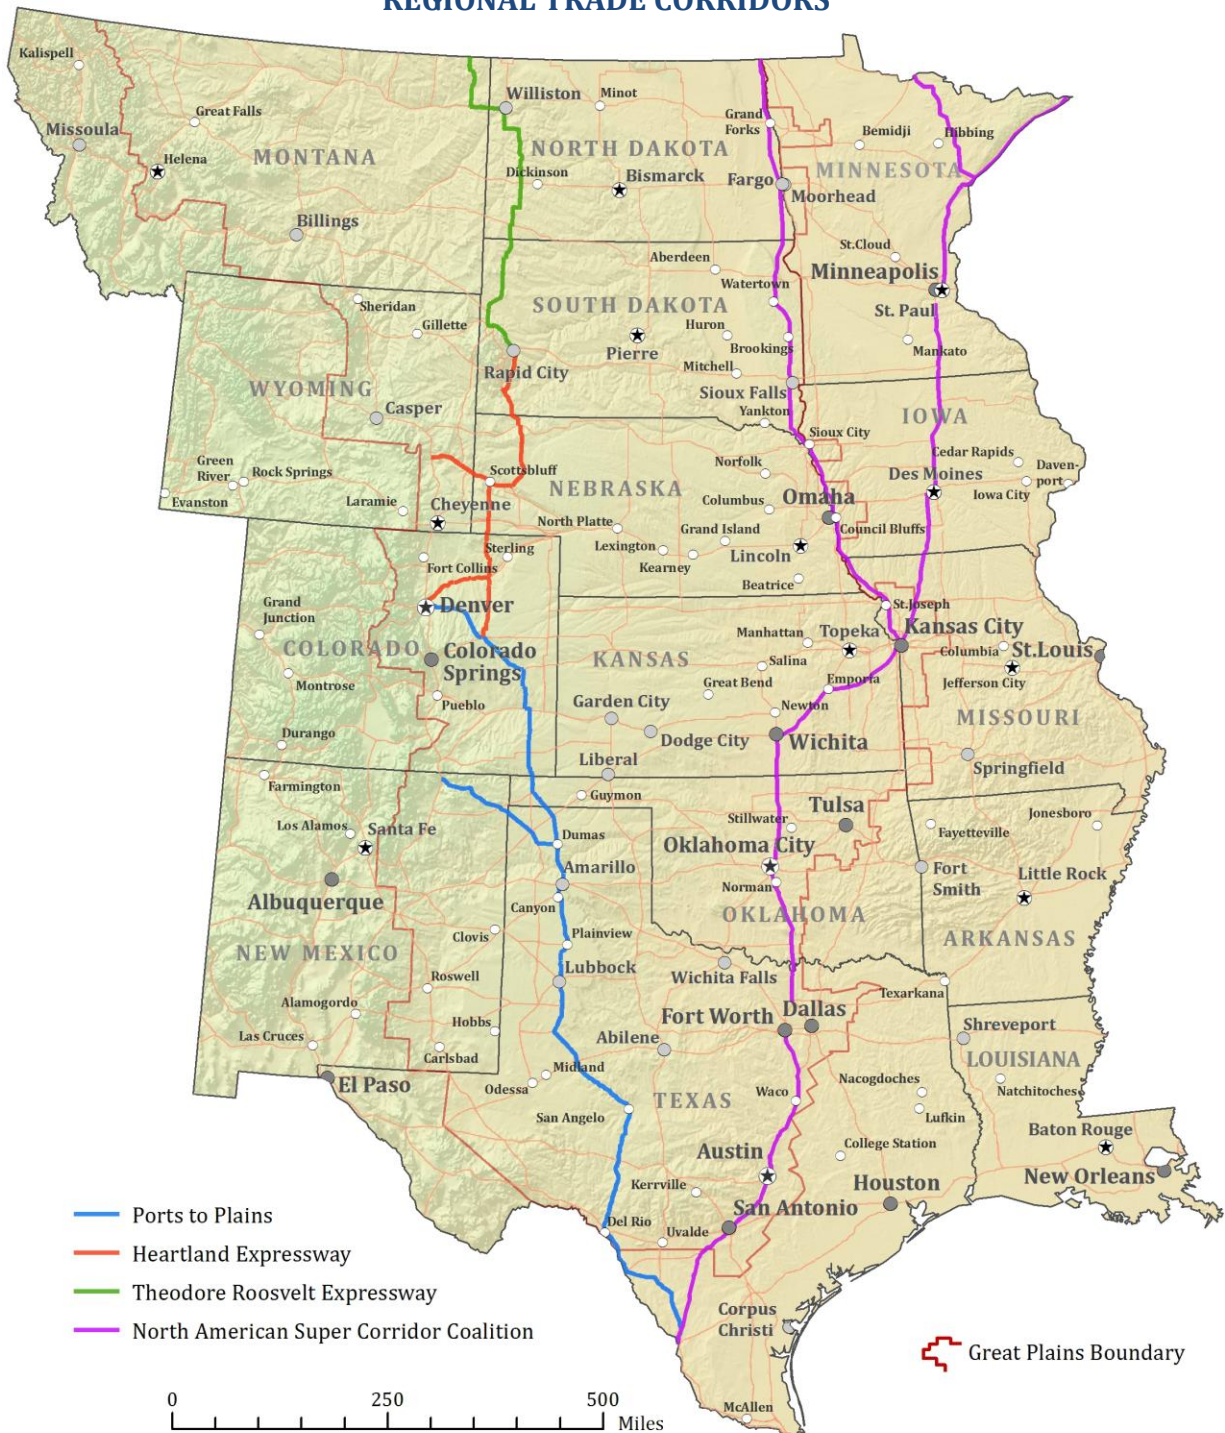 REGIONAL TRADE CORRIDORS
Kalispell
Great Falls
Missoula
Helena
MONTANA
Billings
Williston
Minot
NORTH DAKOTA
Dickinson
Bismarck
Grand
Forks
Fargo
Moorhead
Bemidji
Hibbing
MINNESOTA
St.Cloud
Minneapolis
St. Paul
Mankato
Aberdeen
Watertown
SOUTH DAKOTA
Huron
Brookings
Pierre
Mitchell
Sioux Falls
Yankton
Rapid City
Sheridan
Gillette
WYOMING
Casper
Green
River
Rock Springs
Evanston
Laramie
Cheyenne
Scottsbluff
NEBRASKA
Norfolk
Columbus
Omaha
North Platte
Grand Island
Lexington
Kearney
Lincoln
Beatrice
Sioux City
IOWA
Cedar Rapids
Daven-
port
Des Moines
Iowa City
Council Bluffs
Sterling
Fort Collins
Denver
Grand
Junction
COLORADO
Colorado
Springs
Montrose
Pueblo
Durango
KANSAS
Manhattan
Topeka
Salina
Great Bend
Emporia
Garden City
Newton
Dodge City
Wichita
Liberal
St.Joseph
Kansas City
Columbia
St.Louis
Jefferson City
MISSOURI
Springfield
Farmington
Los Alamos
Santa Fe
Albuquerque
NEW MEXICO
Clovis
Roswell
Alamogordo
Las Cruces
Hobbs
Carlsbad
El Paso
Guymon
Dumas
Amarillo
Canyon
Plainview
Lubbock
Stillwater
Tulsa
Oklahoma City
Norman
OKLAHOMA
Fayetteville
Jonesboro
Fort
Smith
Little Rock
ARKANSAS
Wichita Falls
Texarkana
Fort Worth
Dallas
Abilene
Midland
Odessa
San Angelo
TEXAS
Waco
Nacogdoches
Lufkin
Shreveport
LOUISIANA
Natchitoches
Baton Rouge
New Orleans
Austin
College Station
Kerrville
Houston
San Antonio
Del Rio
Uvalde
Corpus
Christi
McAllen
Ports to Plains
Heartland Expressway
Theodore Roosvelt Expressway
North American Super Corridor Coalition
Great Plains Boundary
0 250 500
Miles